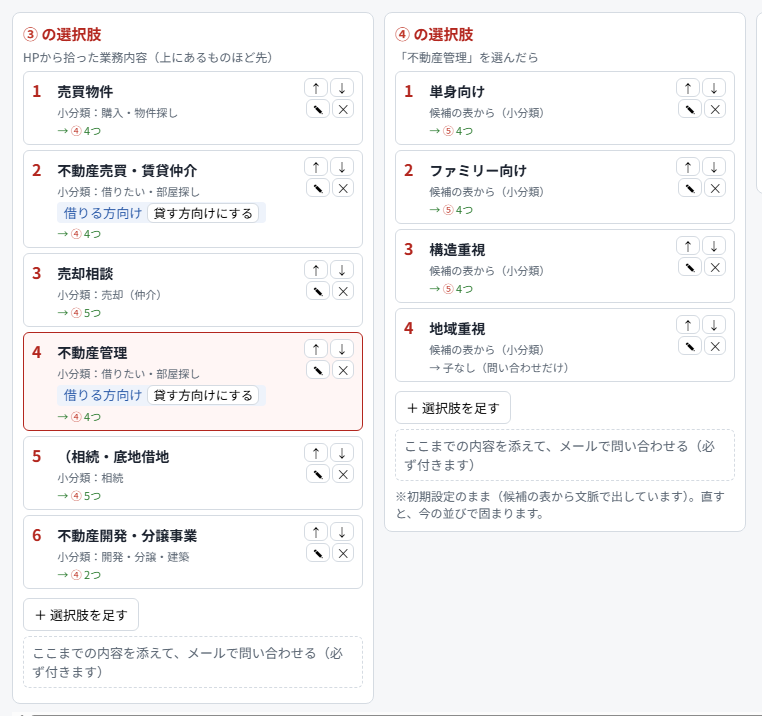 ③ の選択肢
HPから拾った業務内容（上にあるものほど先）
1 売買物件 ↑ ↓
小分類：購入・物件探し
→ ④ 4つ
2 不動産売買・賃貸仲介 ↑ ↓
小分類：借りたい・部屋探し
借りる方向け 貸す方向けにする
→ ④ 4つ
3 売却相談 ↑ ↓
小分類：売却（仲介）
→ ④ 5つ
4 不動産管理 ↑ ↓
小分類：借りたい・部屋探し
借りる方向け 貸す方向けにする
→ ④ 4つ
5 （相続・底地借地 ↑ ↓
小分類：相続
→ ④ 5つ
6 不動産開発・分譲事業 ↑ ↓
小分類：開発・分譲・建築
→ ④ 2つ
＋ 選択肢を足す
ここまでの内容を添えて、メールで問い合わせる（必
ず付きます）
④ の選択肢
「不動産管理」を選んだら
1 単身向け ↑ ↓
候補の表から（小分類）
→ ⑤ 4つ
2 ファミリー向け ↑ ↓
候補の表から（小分類）
→ ⑤ 4つ
3 構造重視 ↑ ↓
候補の表から（小分類）
→ ⑤ 4つ
4 地域重視 ↑ ↓
候補の表から（小分類）
→ 子なし（問い合わせだけ）
＋ 選択肢を足す
ここまでの内容を添えて、メールで問い合わせる（必
ず付きます）
※初期設定のまま（候補の表から文脈で出しています）。直す
と、今の並びで固まります。